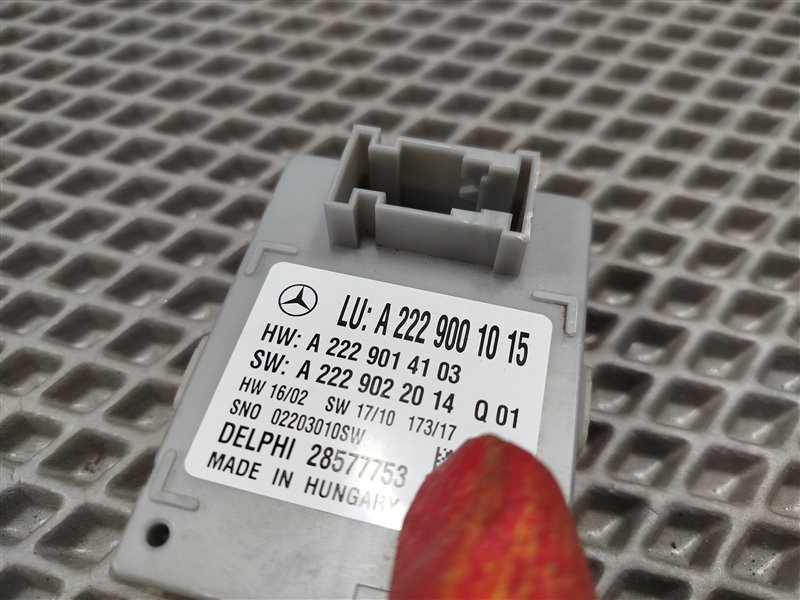 LU: A 222 900 10 15
HW: A 222 901 41 03
SW: A 222 902 20 14 Q 01
HW 16/02 SW 17/10 173/17
SNO 02203010SW
DELPHI 28577753
MADE IN HUNGARY